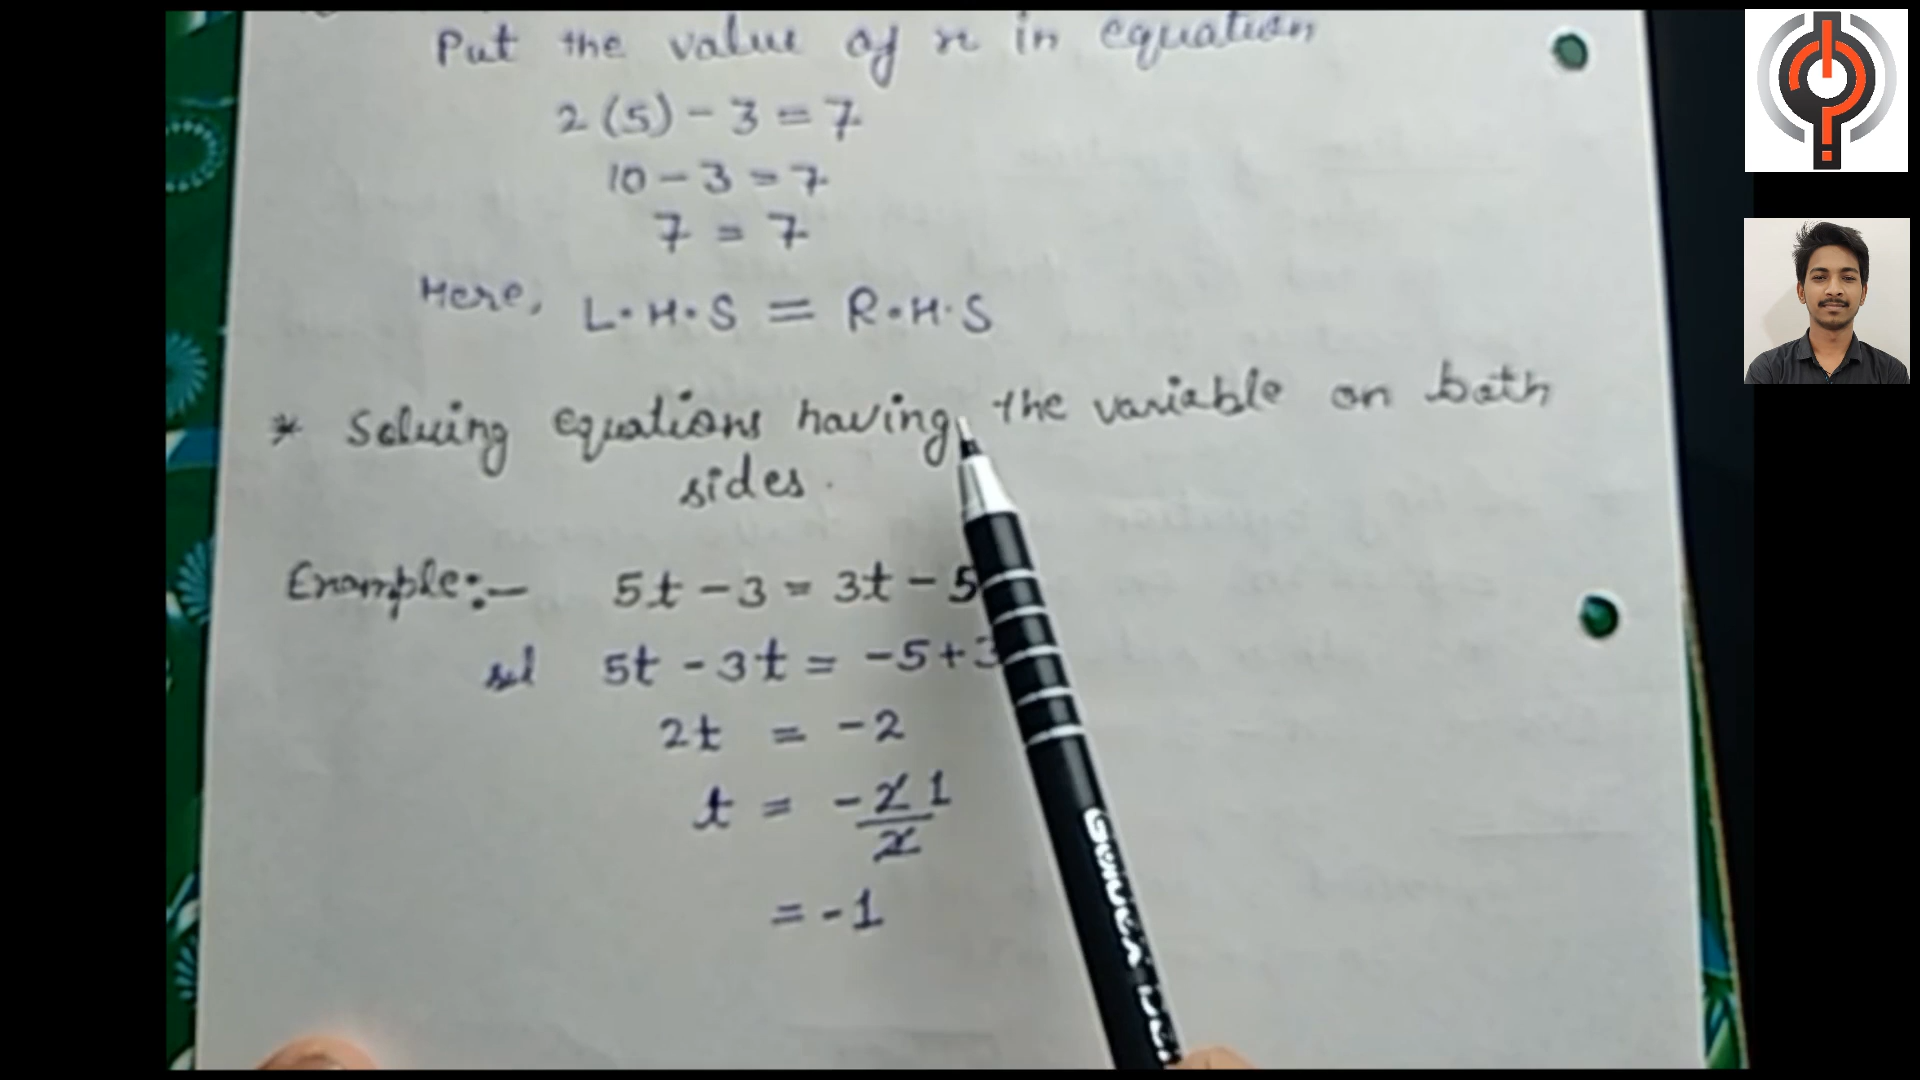 Put the value of x in equation
2(5) - 3 = 7
10 - 3 = 7
7 = 7
Here, L.H.S = R.H.S
* Solving equations having the variable on both
sides.
Example:- 5t - 3 = 3t - 5
sol 5t - 3t = -5+3
2t = -2
t = -2 1
2
= -1